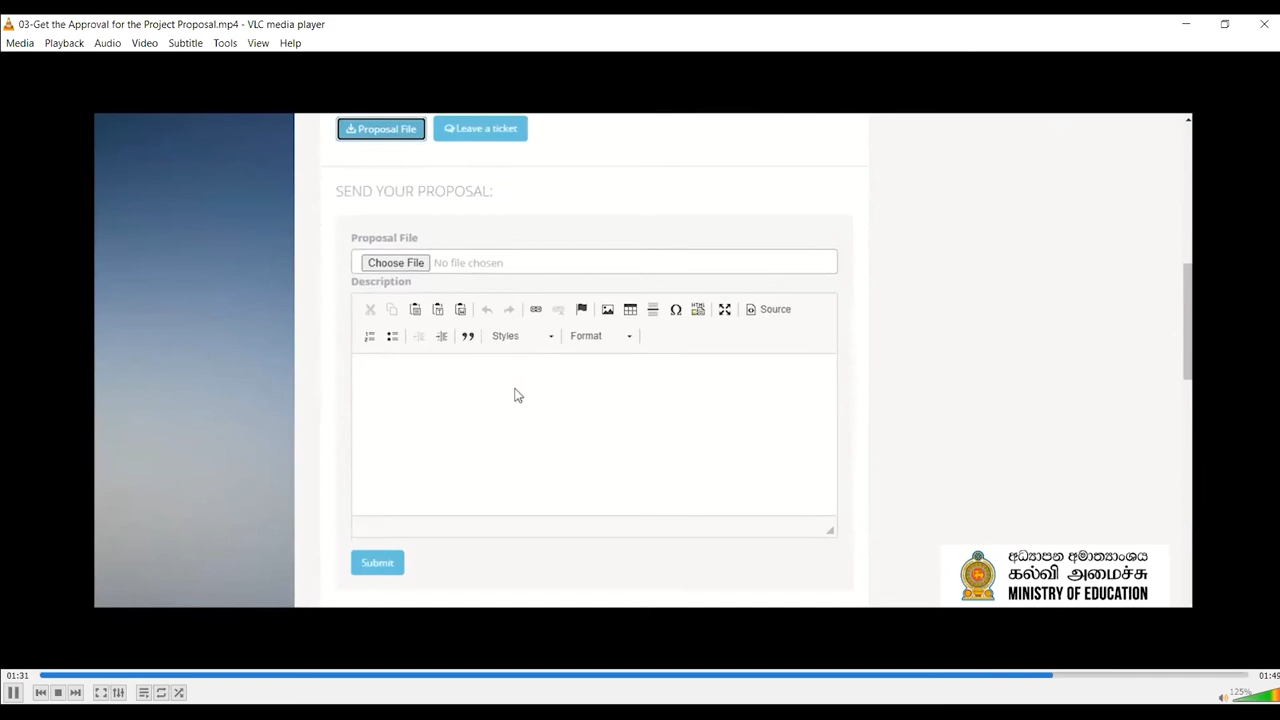 03-Get the Approval for the Project Proposal.mp4 - VLC media player
Media Playback Audio Video Subtitle Tools View Help
Proposal File Leave a ticket
SEND YOUR PROPOSAL:
Proposal File
Choose File No file chosen
Description
Source
Styles Format
Submit
අධ්‍යාපන අමාත්‍යාංශය
கல்வி அமைச்சு
MINISTRY OF EDUCATION
01:31 01:49
125%